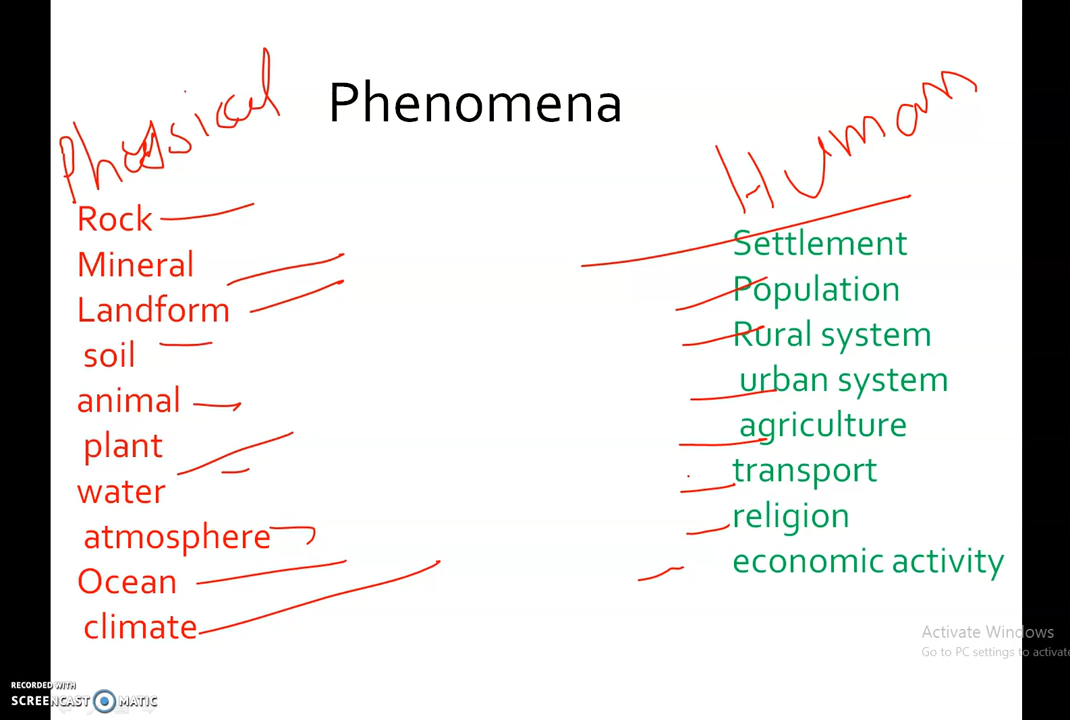 Phenomena
Physical
Human
Rock
Mineral
Landform
soil
animal
plant
water
atmosphere
Ocean
climate
Settlement
Population
Rural system
urban system
agriculture
transport
religion
economic activity
Activate Windows
Go to PC settings to activate
RECORDED WITH
SCREENCAST MATIC